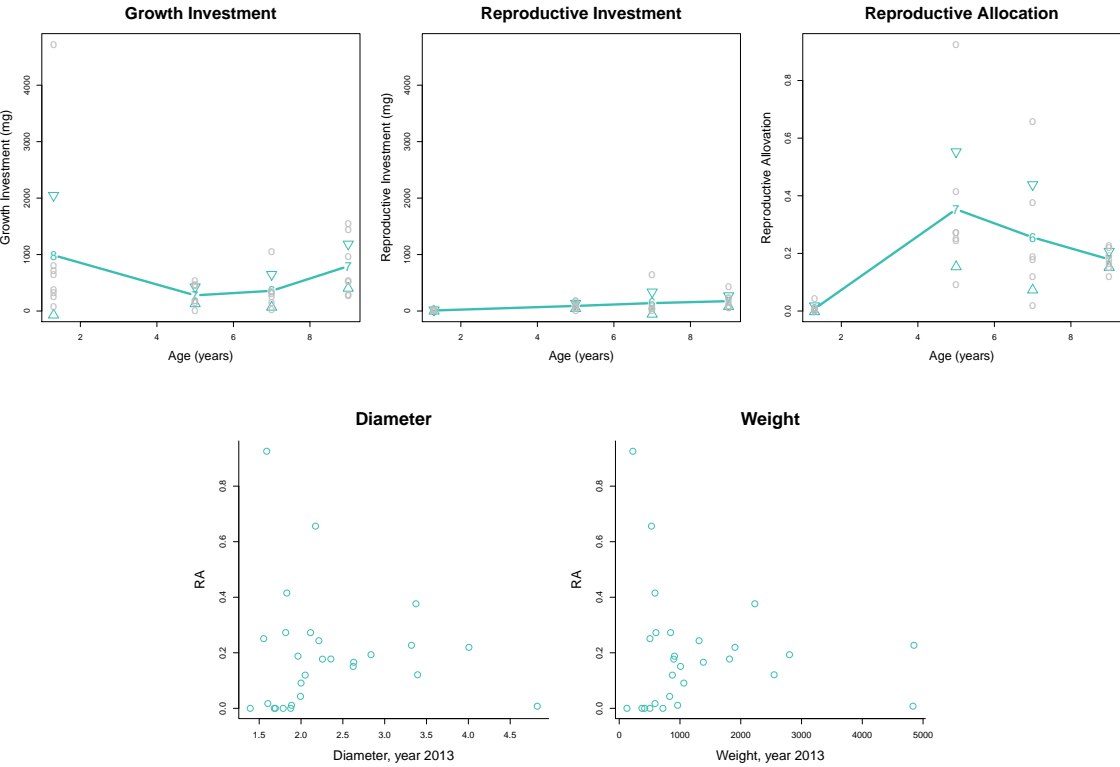 Growth Investment
Growth Investment (mg)
4000
3000
2000
1000
0
7
7
2 4 6 8
Age (years)
Reproductive Investment
Reproductive Investment (mg)
4000
3000
2000
1000
0
2 4 6 8
Age (years)
Reproductive Allocation
Reproductive Allovation
0.8
0.6
0.4
0.2
0.0
7
2 4 6 8
Age (years)
Diameter
RA
0.8
0.6
0.4
0.2
0.0
1.5 2.0 2.5 3.0 3.5 4.0 4.5
Diameter, year 2013
Weight
RA
0.8
0.6
0.4
0.2
0.0
0 1000 2000 3000 4000 5000
Weight, year 2013